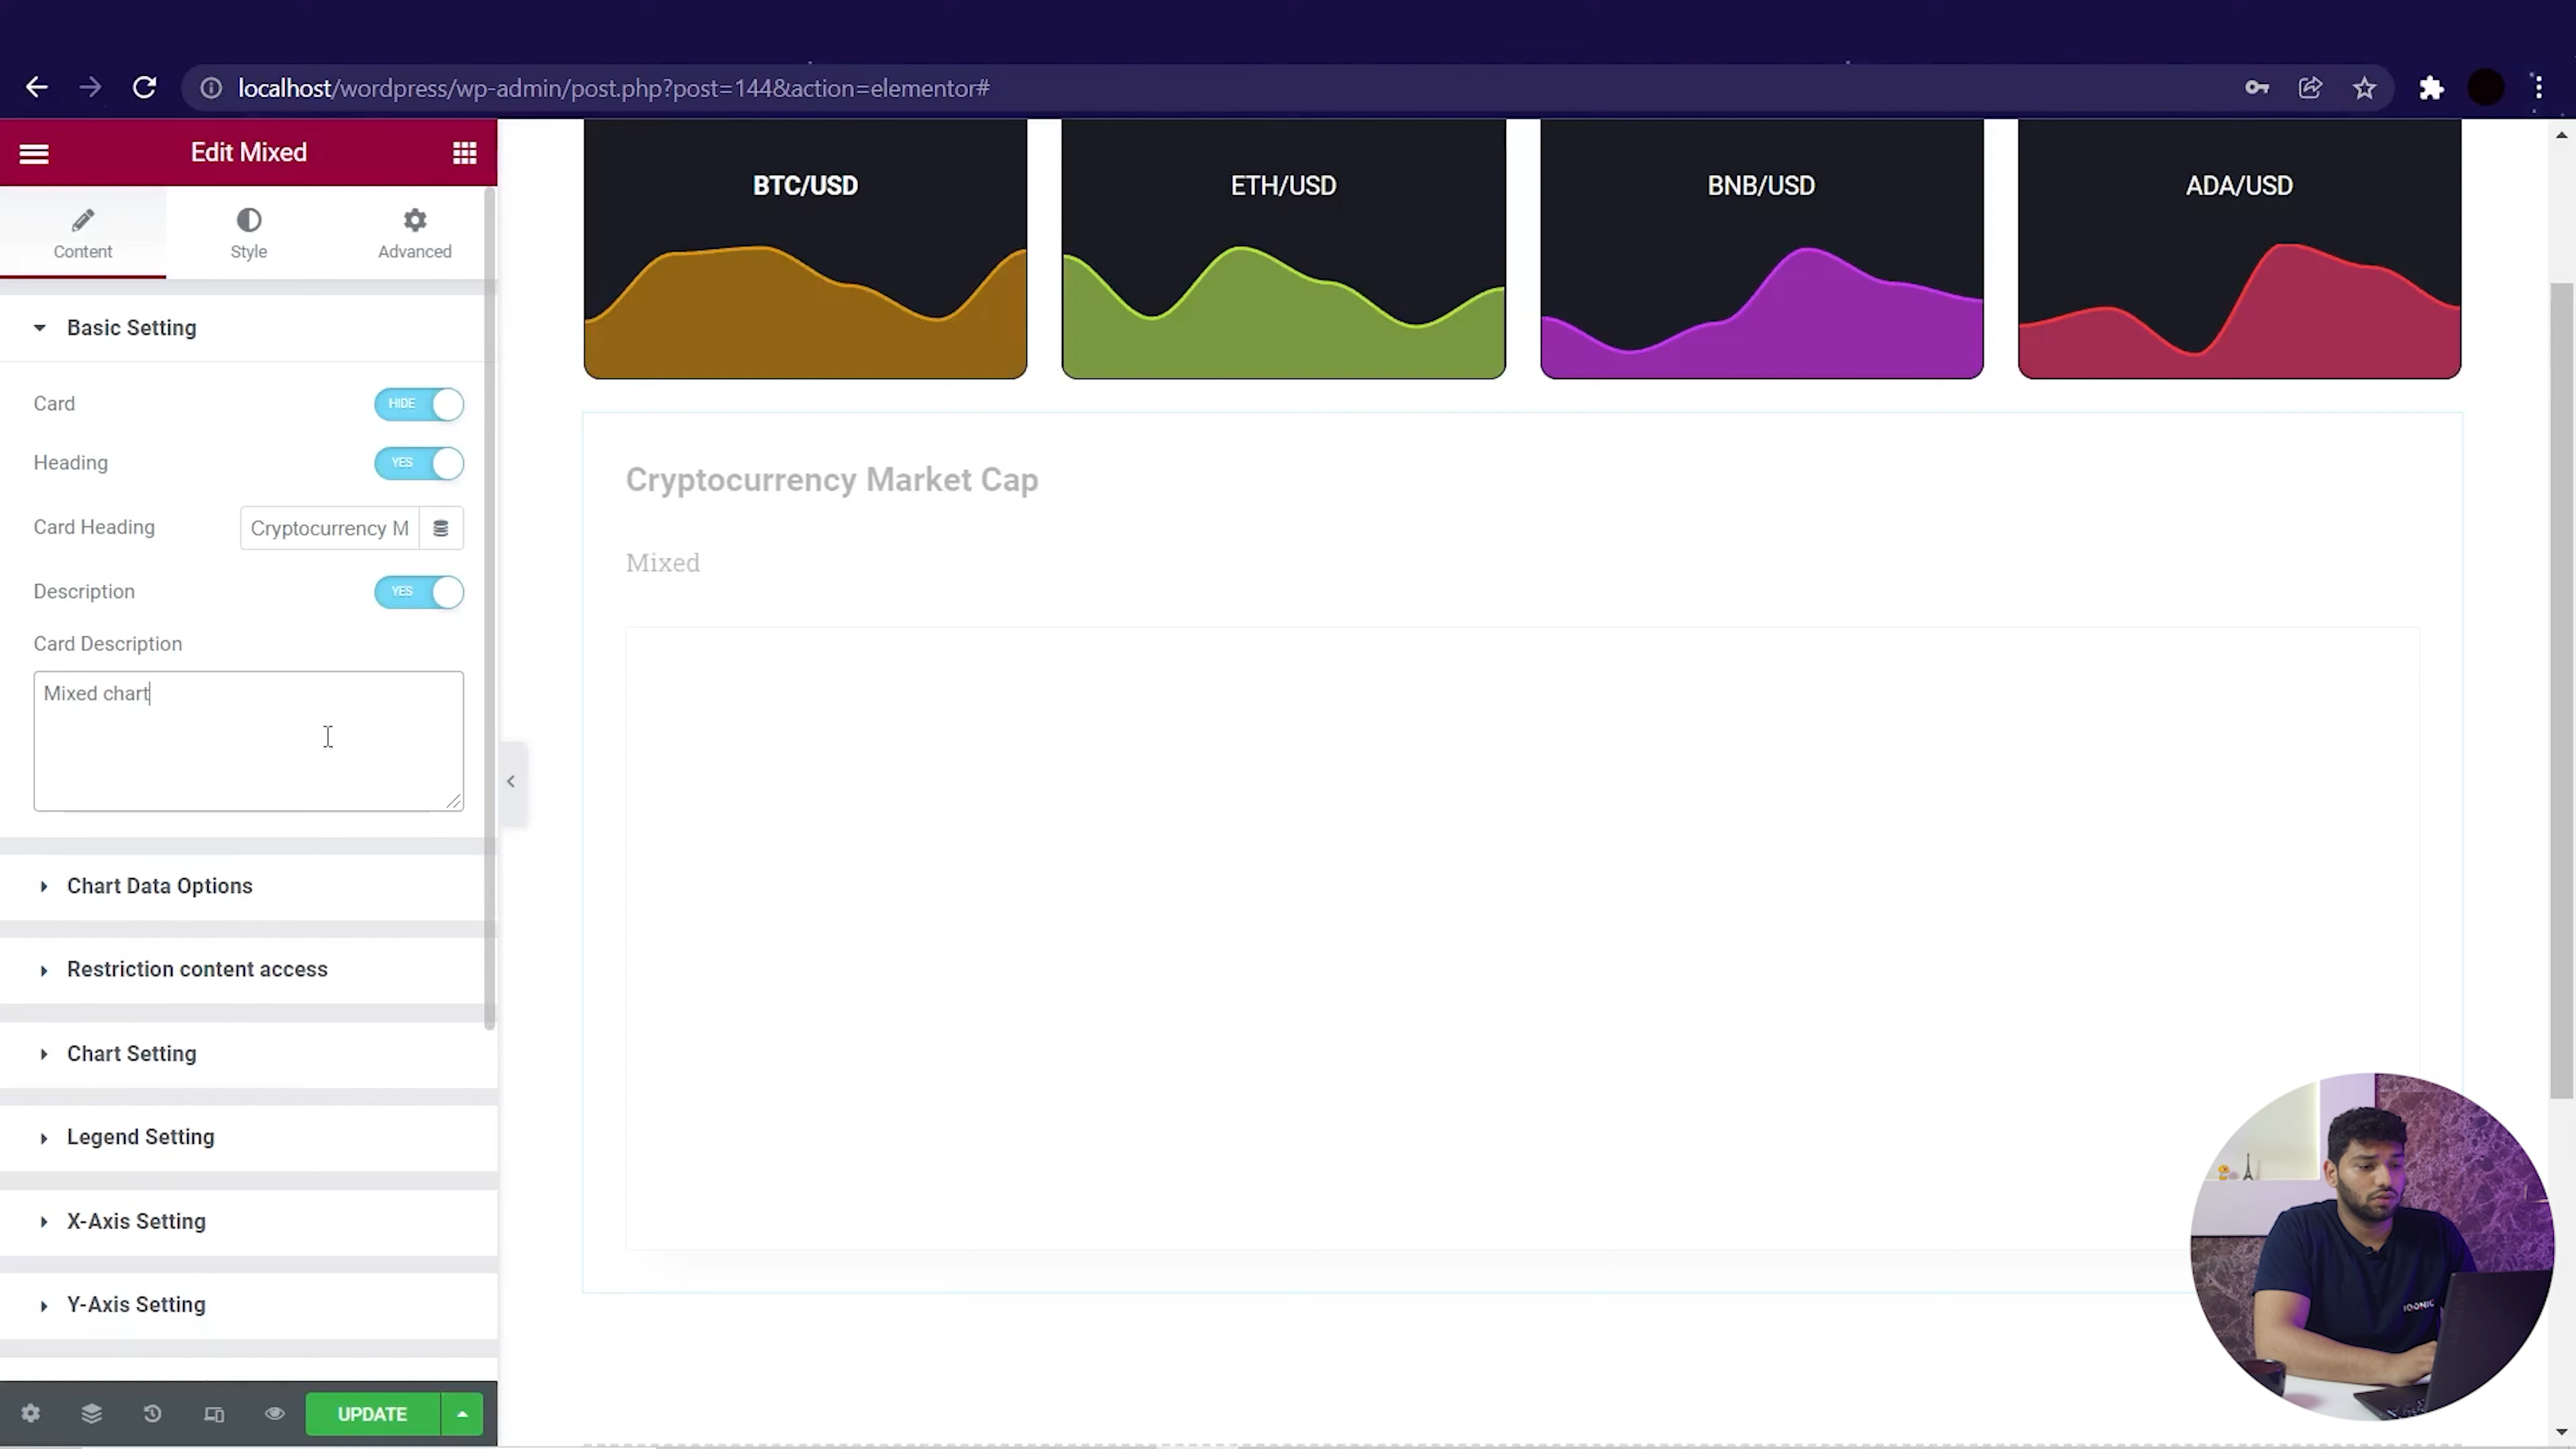 localhost/wordpress/wp-admin/post.php?post=144&action=elementor#
Edit Mixed
Content
Style
Advanced
Basic Setting
Card
HIDE
Heading
YES
Card Heading
Cryptocurrency M
Description
YES
Card Description
Mixed chart
Chart Data Options
Restriction content access
Chart Setting
Legend Setting
X-Axis Setting
Y-Axis Setting
UPDATE
BTC/USD
ETH/USD
BNB/USD
ADA/USD
Cryptocurrency Market Cap
Mixed